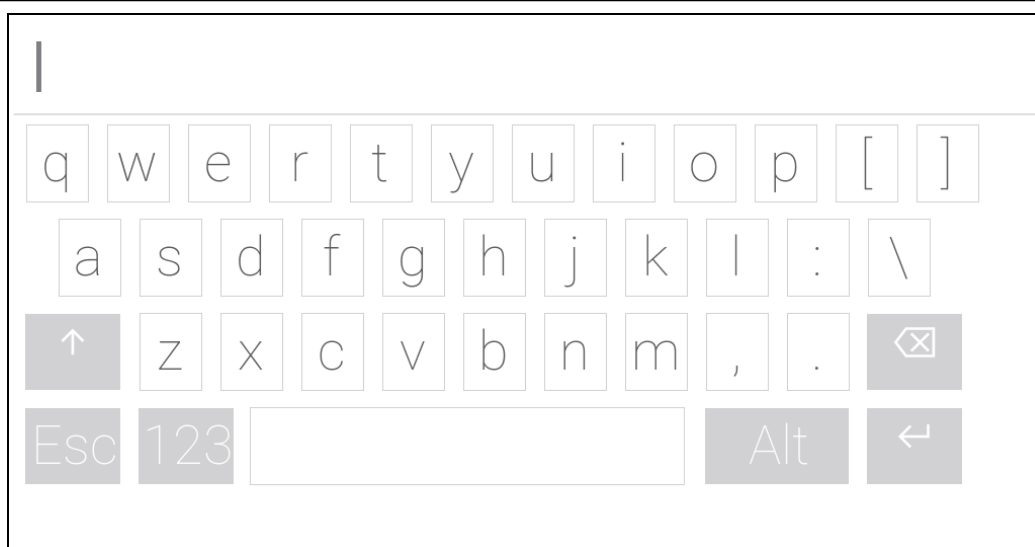 q w e r t y u i o p [ ]
a s d f g h j k l : \
↑ z x c v b n m , . ⌫
Esc 123 Alt ↵